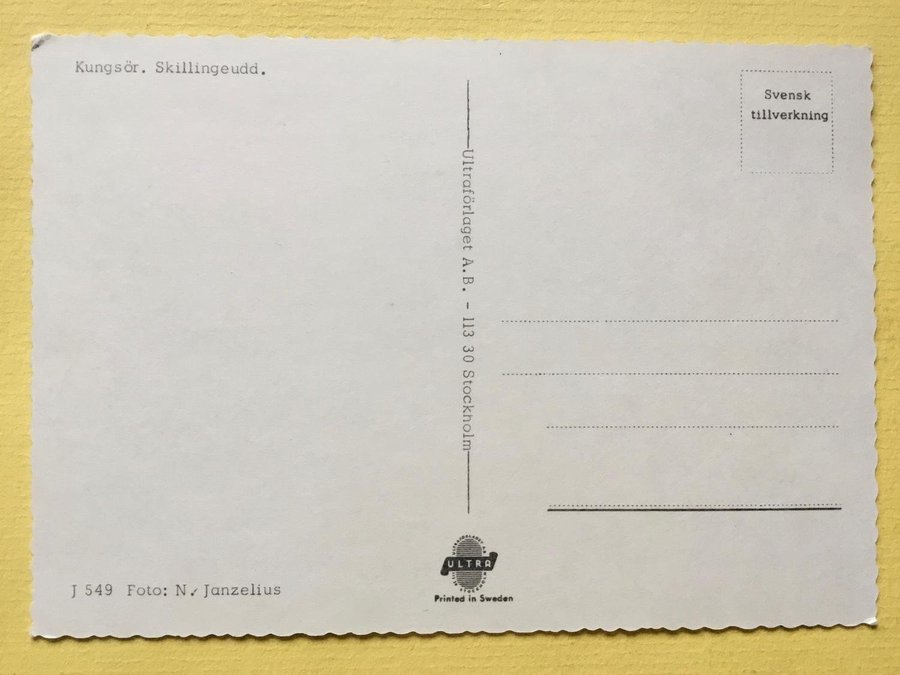 Kungsör. Skillingeudd.
Svensk
tillverkning
Ultraförlaget A.B. - 113 30 Stockholm
J 549 Foto: N. Janzelius
ULTRA
Printed in Sweden